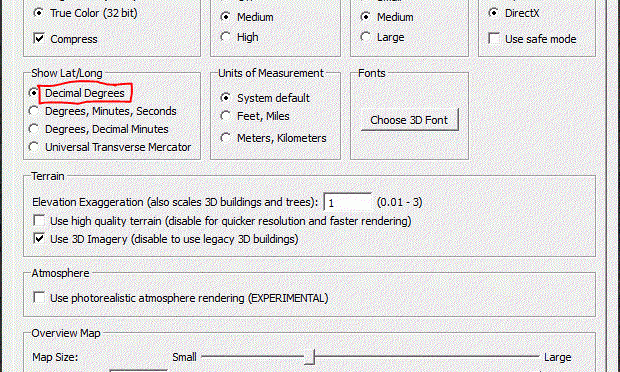 True Color (32 bit)
Medium
Medium
DirectX
Compress
High
Large
Use safe mode
Show Lat/Long
Units of Measurement
Fonts
Decimal Degrees
System default
Degrees, Minutes, Seconds
Feet, Miles
Choose 3D Font
Degrees, Decimal Minutes
Meters, Kilometers
Universal Transverse Mercator
Terrain
Elevation Exaggeration (also scales 3D buildings and trees): 1 (0.01 - 3)
Use high quality terrain (disable for quicker resolution and faster rendering)
Use 3D Imagery (disable to use legacy 3D buildings)
Atmosphere
Use photorealistic atmosphere rendering (EXPERIMENTAL)
Overview Map
Map Size: Small Large